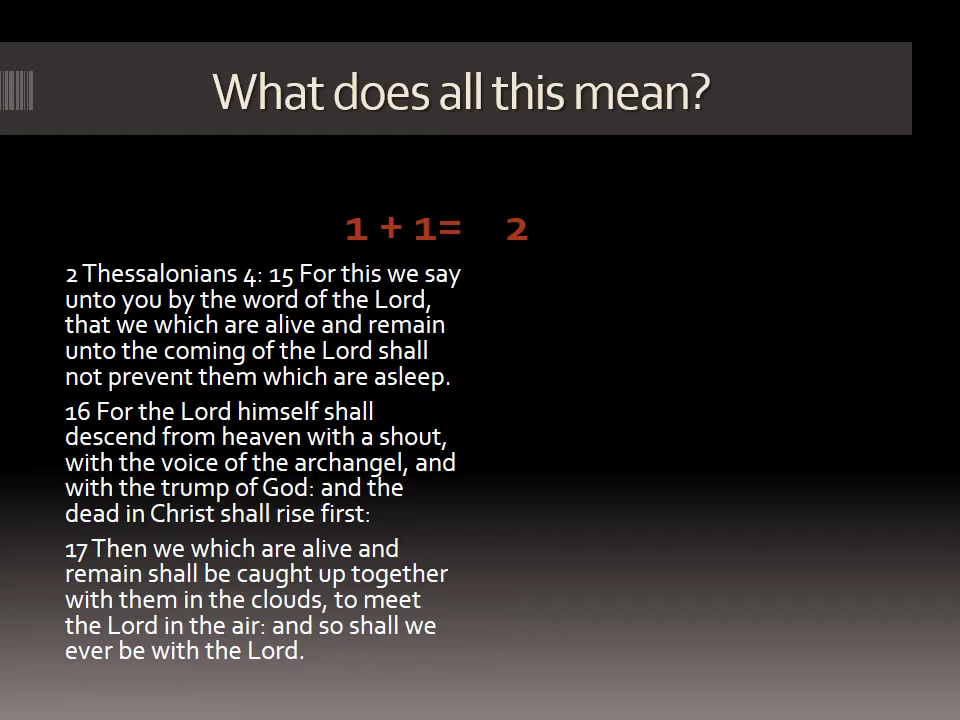 What does all this mean?
1 + 1= 2
2 Thessalonians 4: 15 For this we say
unto you by the word of the Lord,
that we which are alive and remain
unto the coming of the Lord shall
not prevent them which are asleep.
16 For the Lord himself shall
descend from heaven with a shout,
with the voice of the archangel, and
with the trump of God: and the
dead in Christ shall rise first:
17 Then we which are alive and
remain shall be caught up together
with them in the clouds, to meet
the Lord in the air: and so shall we
ever be with the Lord.